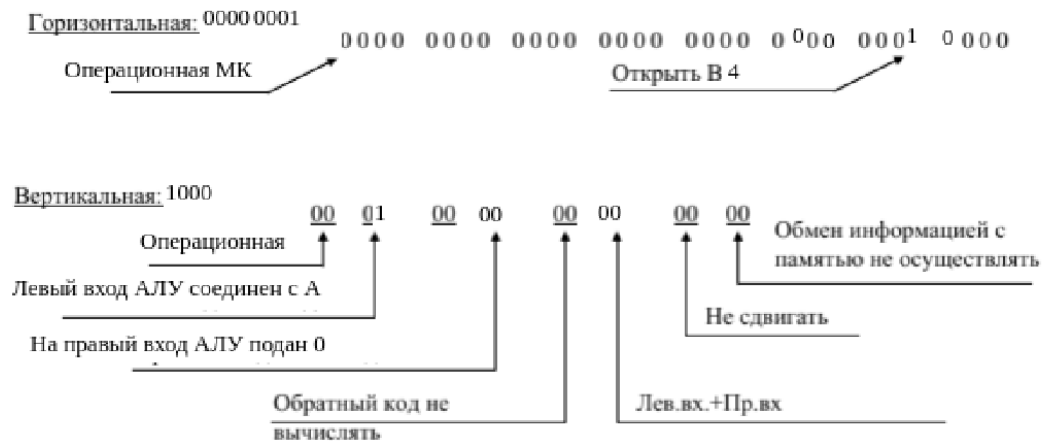 Горизонтальная: 00000001
0000 0000 0000 0000 0000 0000 0001 0000
Операционная МК
Открыть В 4
Вертикальная: 1000
00 01 00 00 00 00 00 00
Операционная
Обмен информацией с
памятью не осуществлять
Левый вход АЛУ соединен с А
Не сдвигать
На правый вход АЛУ подан 0
Обратный код не
вычислять
Лев.вх.+Пр.вх